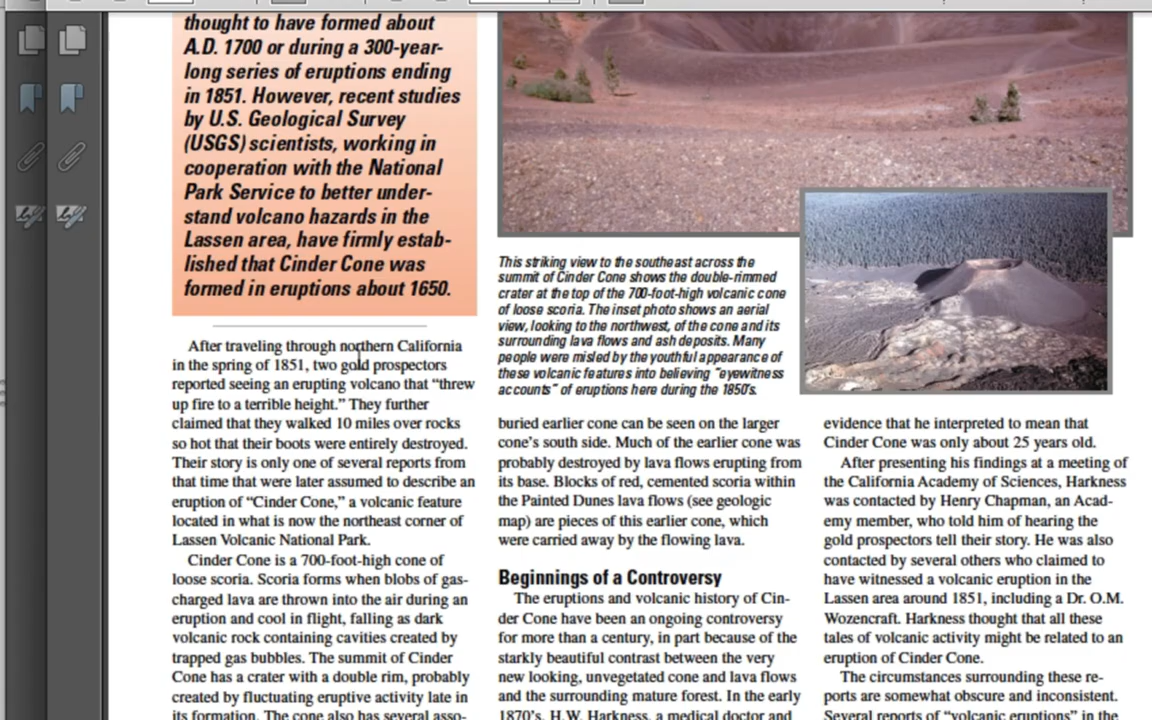 thought to have formed about
A.D. 1700 or during a 300-year-
long series of eruptions ending
in 1851. However, recent studies
by U.S. Geological Survey
(USGS) scientists, working in
cooperation with the National
Park Service to better under-
stand volcano hazards in the
Lassen area, have firmly estab-
lished that Cinder Cone was
formed in eruptions about 1650.
After traveling through northern California
in the spring of 1851, two gold prospectors
reported seeing an erupting volcano that “threw
up fire to a terrible height.” They further
claimed that they walked 10 miles over rocks
so hot that their boots were entirely destroyed.
Their story is only one of several reports from
that time that were later assumed to describe an
eruption of “Cinder Cone,” a volcanic feature
located in what is now the northeast corner of
Lassen Volcanic National Park.
Cinder Cone is a 700-foot-high cone of
loose scoria. Scoria forms when blobs of gas-
charged lava are thrown into the air during an
eruption and cool in flight, falling as dark
volcanic rock containing cavities created by
trapped gas bubbles. The summit of Cinder
Cone has a crater with a double rim, probably
created by fluctuating eruptive activity late in
its formation. The cone also has several asso-
This striking view to the southeast across the
summit of Cinder Cone shows the double-rimmed
crater at the top of the 700-foot-high volcanic cone
of loose scoria. The inset photo shows an aerial
view, looking to the northwest, of the cone and its
surrounding lava flows and ash deposits. Many
people were misled by the youthful appearance of
these volcanic features into believing “eyewitness
accounts” of eruptions here during the 1850’s.
buried earlier cone can be seen on the larger
cone’s south side. Much of the earlier cone was
probably destroyed by lava flows erupting from
its base. Blocks of red, cemented scoria within
the Painted Dunes lava flows (see geologic
map) are pieces of this earlier cone, which
were carried away by the flowing lava.
Beginnings of a Controversy
The eruptions and volcanic history of Cin-
der Cone have been an ongoing controversy
for more than a century, in part because of the
starkly beautiful contrast between the very
new looking, unvegetated cone and lava flows
and the surrounding mature forest. In the early
1870’s, H.W. Harkness, a medical doctor and
evidence that he interpreted to mean that
Cinder Cone was only about 25 years old.
After presenting his findings at a meeting of
the California Academy of Sciences, Harkness
was contacted by Henry Chapman, an Acad-
emy member, who told him of hearing the
gold prospectors tell their story. He was also
contacted by several others who claimed to
have witnessed a volcanic eruption in the
Lassen area around 1851, including a Dr. O.M.
Wozencraft. Harkness thought that all these
tales of volcanic activity might be related to an
eruption of Cinder Cone.
The circumstances surrounding these re-
ports are somewhat obscure and inconsistent.
Several reports of “volcanic eruptions” in the